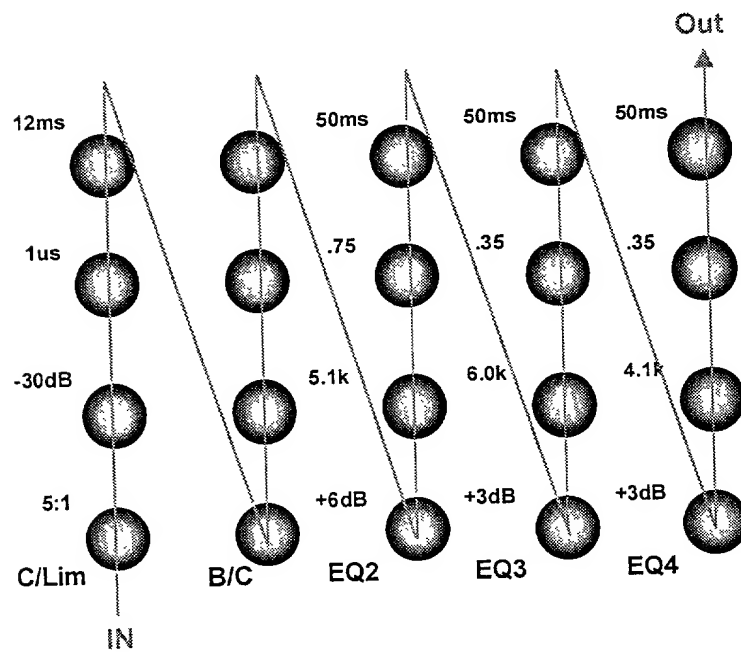 Out
12ms 50ms 50ms 50ms
1us .75 .35 .35
-30dB 5.1k 6.0k 4.1k
5:1 +6dB +3dB +3dB
C/Lim B/C EQ2 EQ3 EQ4
IN